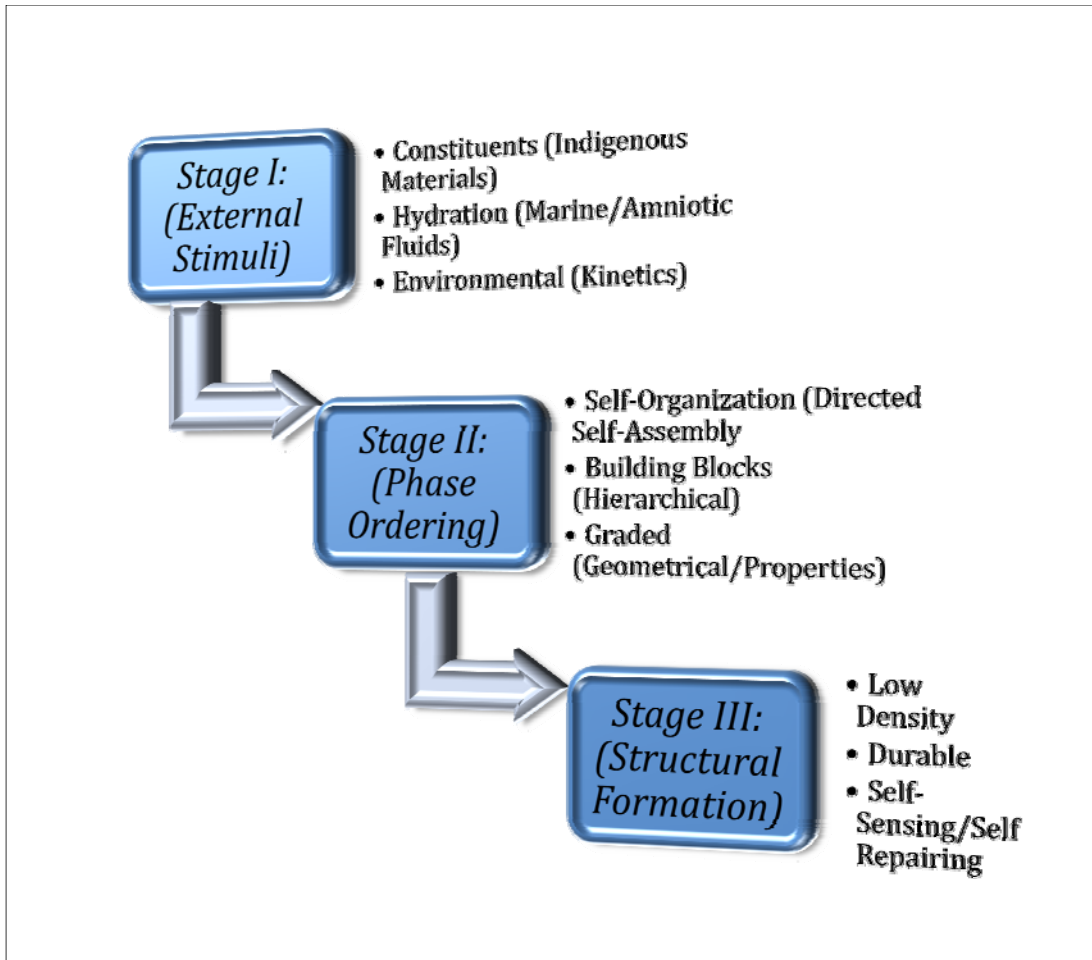 Stage I:
(External
Stimuli)
• Constituents (Indigenous
Materials)
• Hydration (Marine/Amniotic
Fluids)
• Environmental (Kinetics)
Stage II:
(Phase
Ordering)
• Self-Organization (Directed
Self-Assembly
• Building Blocks
(Hierarchical)
• Graded
(Geometrical/Properties)
Stage III:
(Structural
Formation)
• Low
Density
• Durable
• Self-
Sensing/Self
Repairing